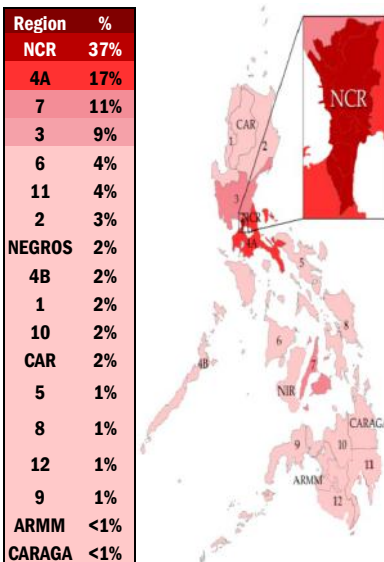 Region %
NCR 37%
4A 17%
7 11%
3 9%
6 4%
11 4%
2 3%
NEGROS 2%
4B 2%
1 2%
10 2%
CAR 2%
5 1%
8 1%
12 1%
9 1%
ARMM <1%
CARAGA <1%
NCR
CAR
1
2
3
NCR
4A
5
6
8
7
4B
NIR
CARAGA
9
10
11
ARMM
12